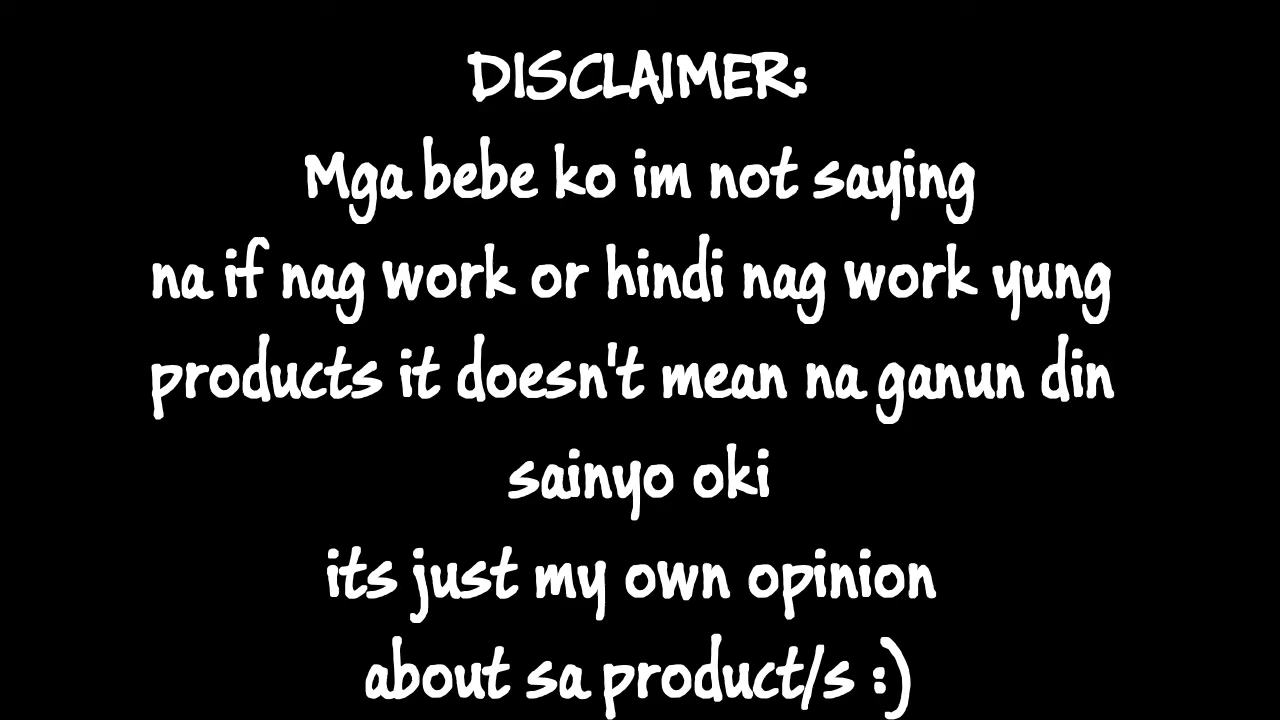 DISCLAIMER:
Mga bebe ko im not saying
na if nag work or hindi nag work yung
products it doesn't mean na ganun din
sainyo oki
its just my own opinion
about sa product/s :)